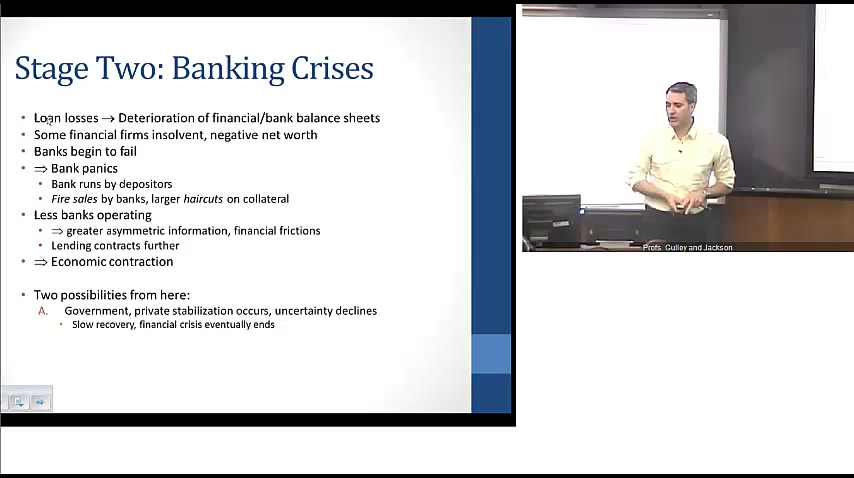 Stage Two: Banking Crises
• Loan losses → Deterioration of financial/bank balance sheets
• Some financial firms insolvent, negative net worth
• Banks begin to fail
• ⇒ Bank panics
• Bank runs by depositors
• Fire sales by banks, larger haircuts on collateral
• Less banks operating
• ⇒ greater asymmetric information, financial frictions
• Lending contracts further
• ⇒ Economic contraction
• Two possibilities from here:
A. Government, private stabilization occurs, uncertainty declines
• Slow recovery, financial crisis eventually ends
Profs. Gulley and Jackson